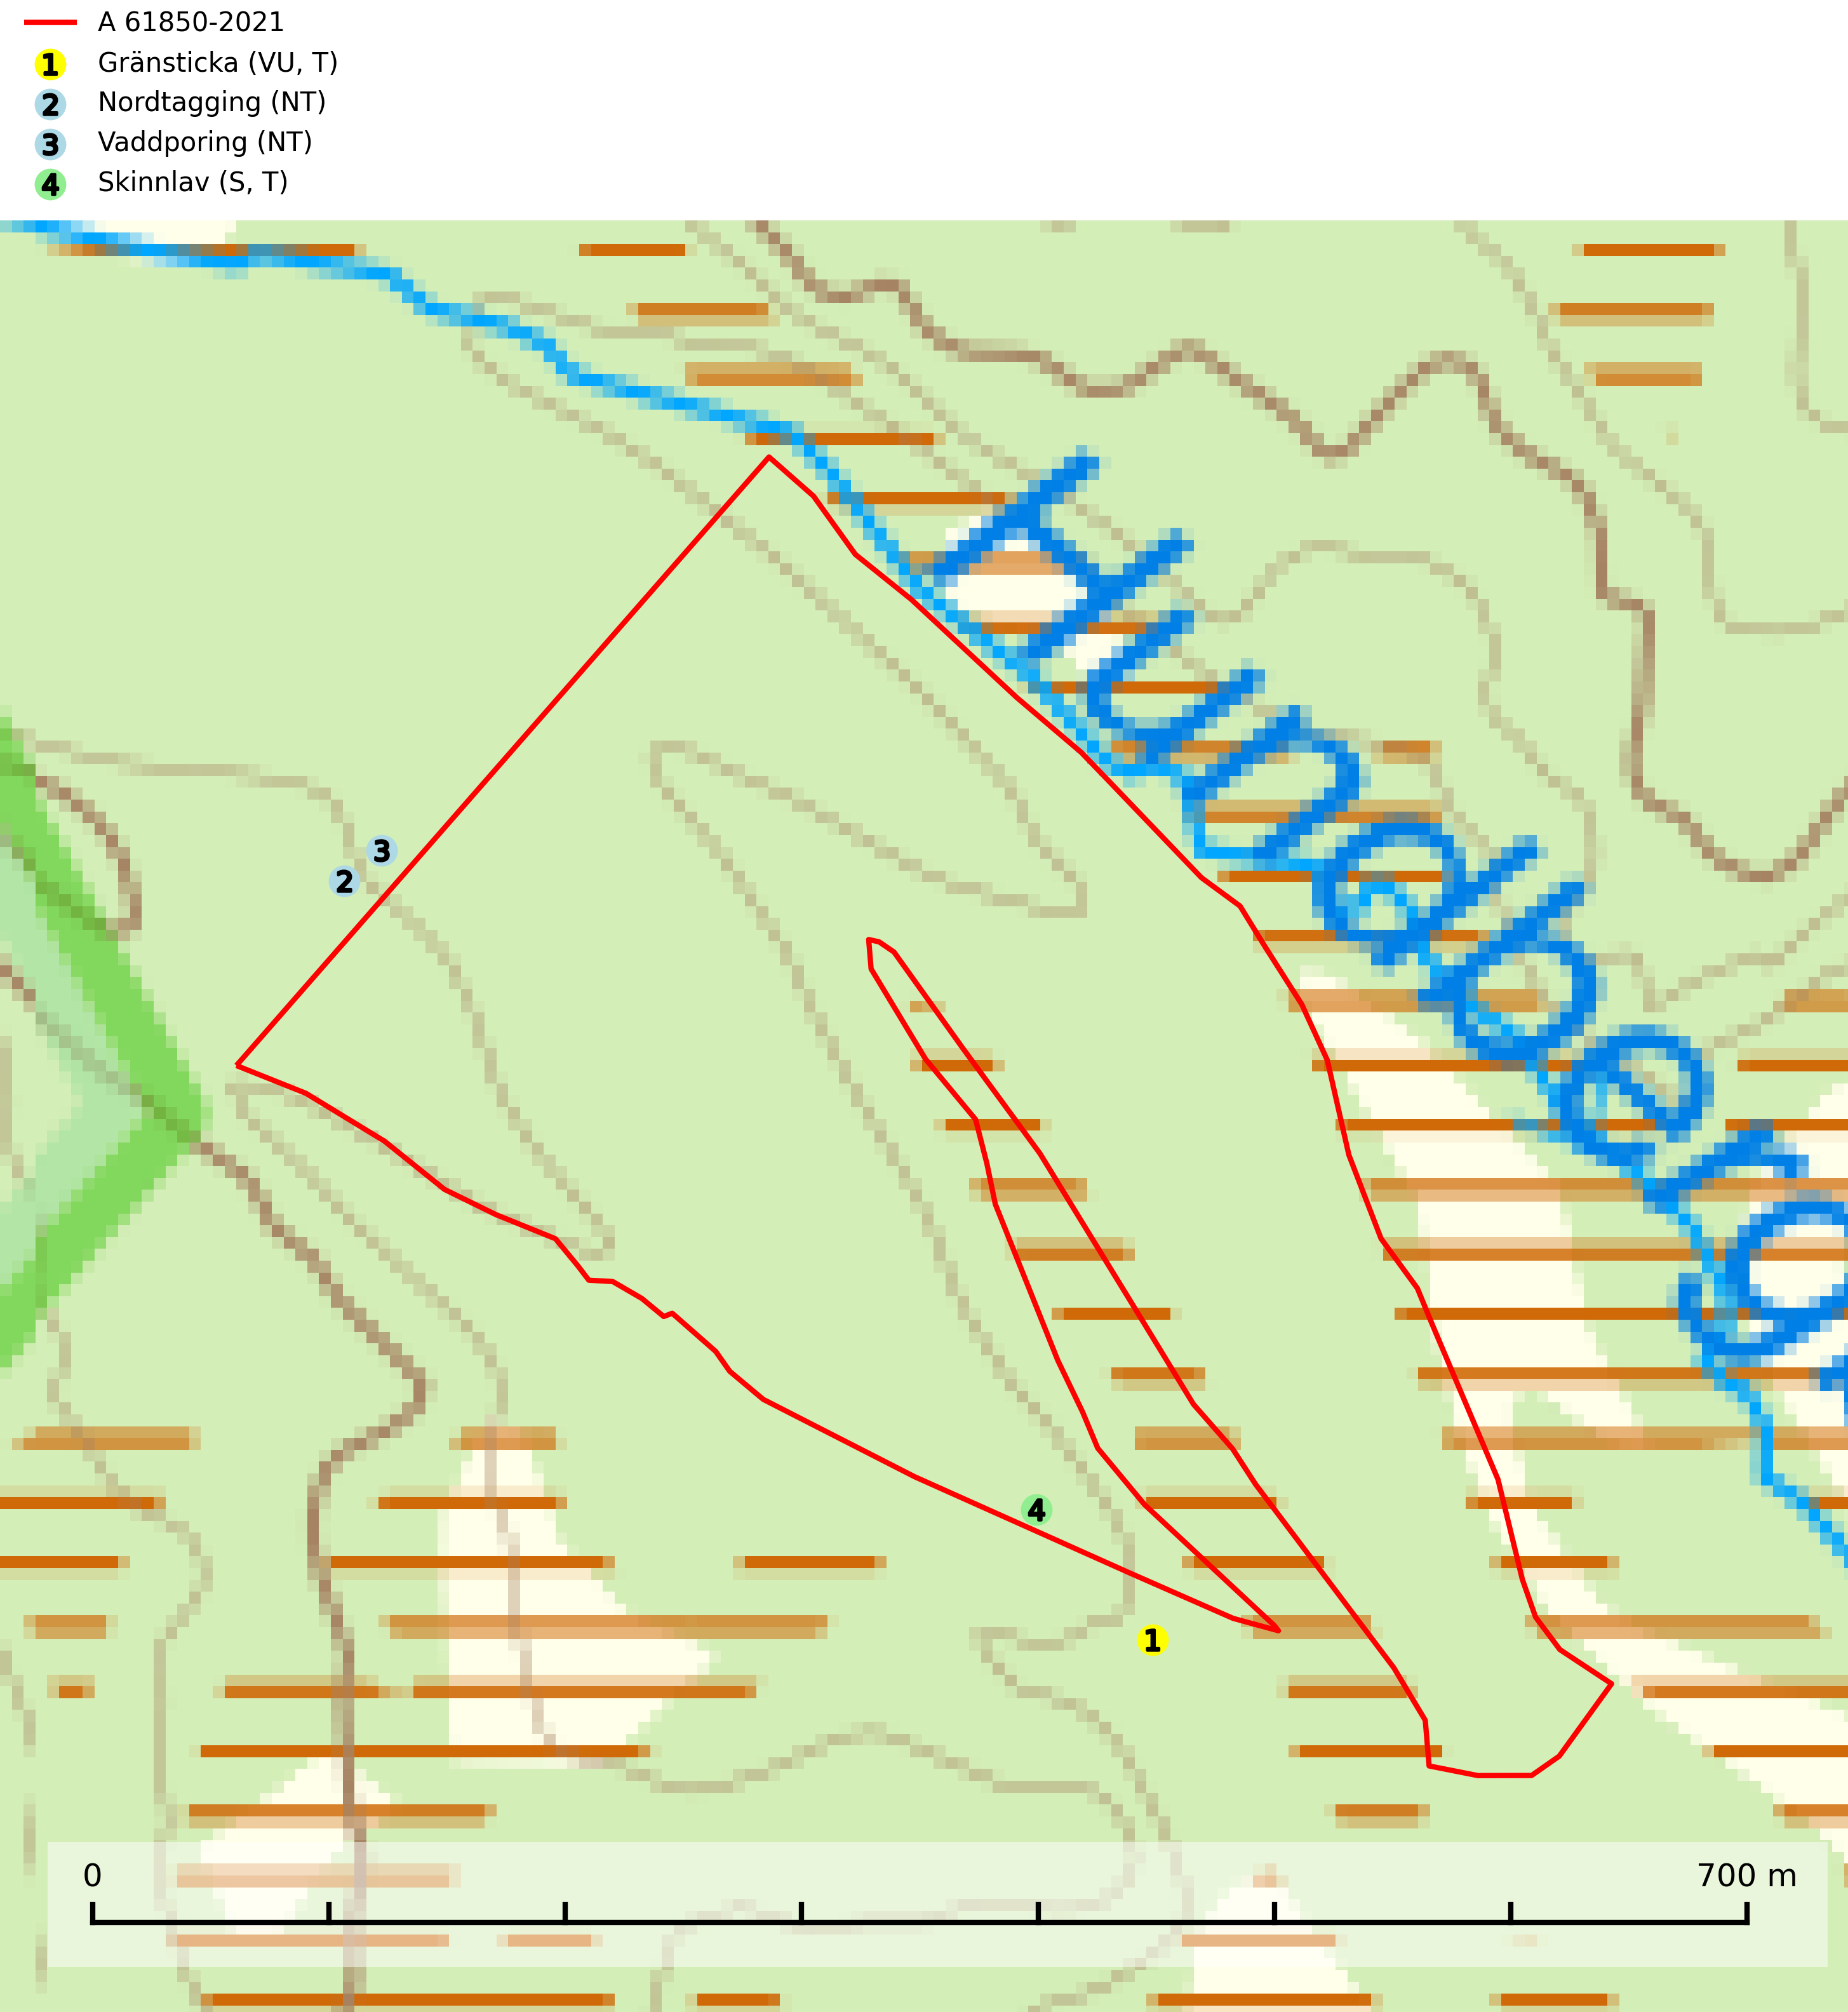 A 61850-2021
1 Gränsticka (VU, T)
2 Nordtagging (NT)
3 Vaddporing (NT)
4 Skinnlav (S, T)
3
2
4
1
0 700 m